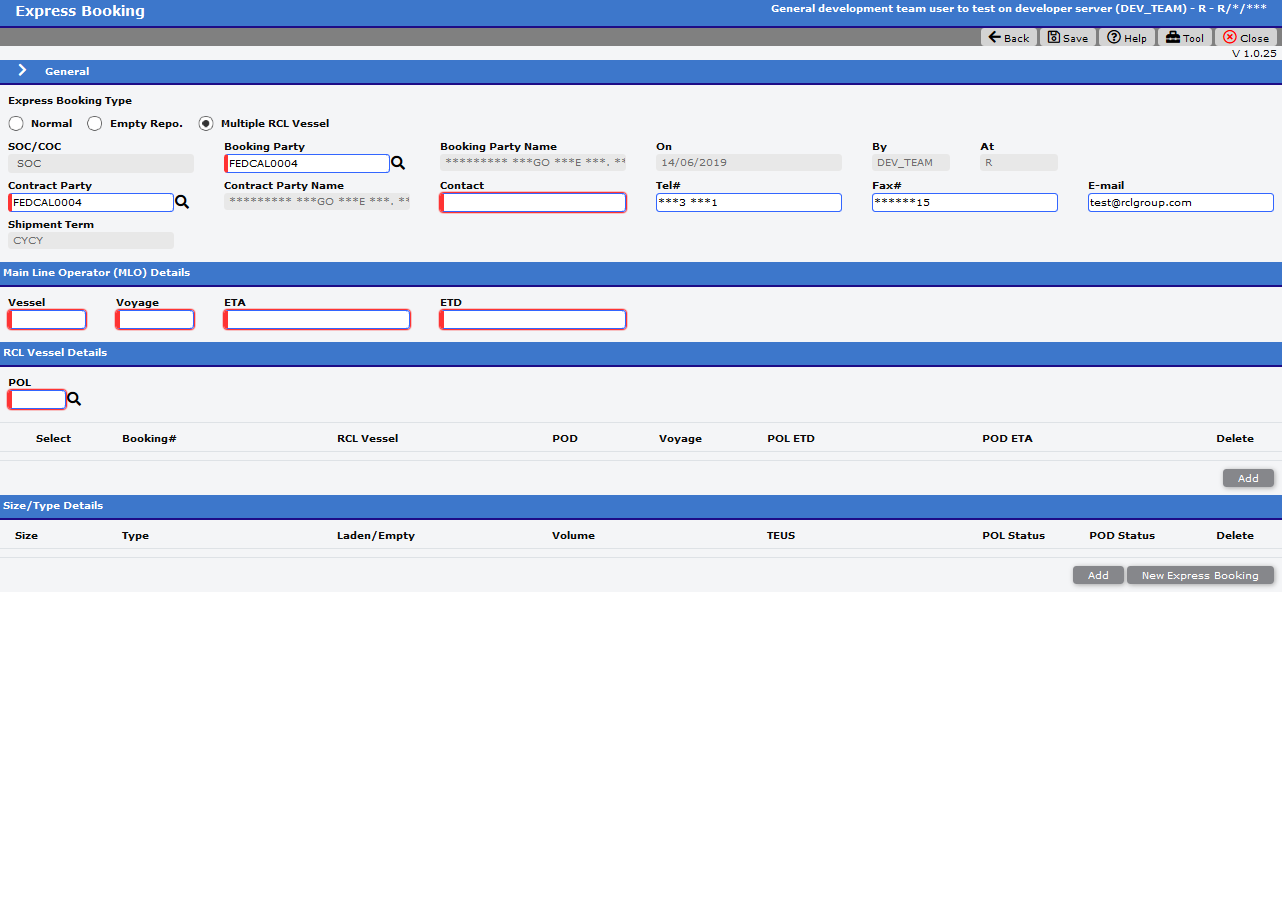 Express Booking
General development team user to test on developer server (DEV_TEAM) - R - R/*/***
Back Save Help Tool Close
V 1.0.25
General
Express Booking Type
Normal Empty Repo. Multiple RCL Vessel
SOC/COC Booking Party Booking Party Name On By At
SOC FEDCAL0004 ********* ***GO ***E ***. ** 14/06/2019 DEV_TEAM R
Contract Party Contract Party Name Contact Tel# Fax# E-mail
FEDCAL0004 ********* ***GO ***E ***. ** ***3 ***1 ******15 test@rclgroup.com
Shipment Term
CYCY
Main Line Operator (MLO) Details
Vessel Voyage ETA ETD
RCL Vessel Details
POL
Select Booking# RCL Vessel POD Voyage POL ETD POD ETA Delete
Add
Size/Type Details
Size Type Laden/Empty Volume TEUS POL Status POD Status Delete
Add New Express Booking